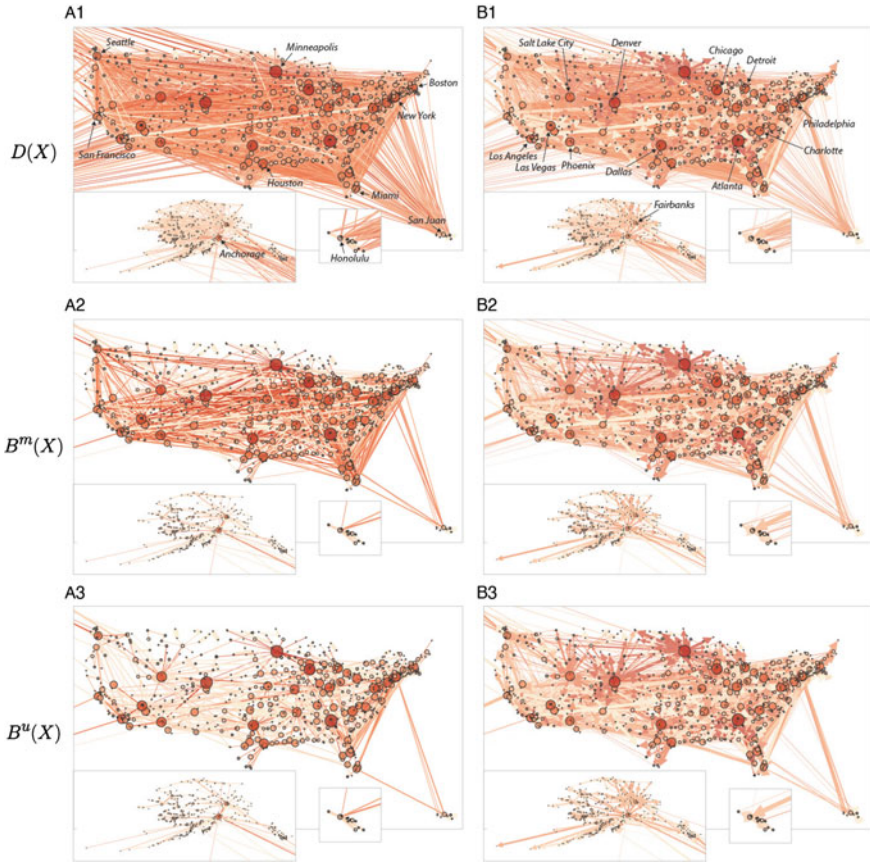 A1
B1
Seattle
Minneapolis
Boston
New York
San Francisco
Houston
Miami
San Juan
Anchorage
Honolulu
Salt Lake City
Denver
Chicago
Detroit
Philadelphia
Charlotte
Los Angeles
Las Vegas
Phoenix
Dallas
Atlanta
Fairbanks
D(X)
A2
B2
B^m(X)
A3
B3
B^u(X)